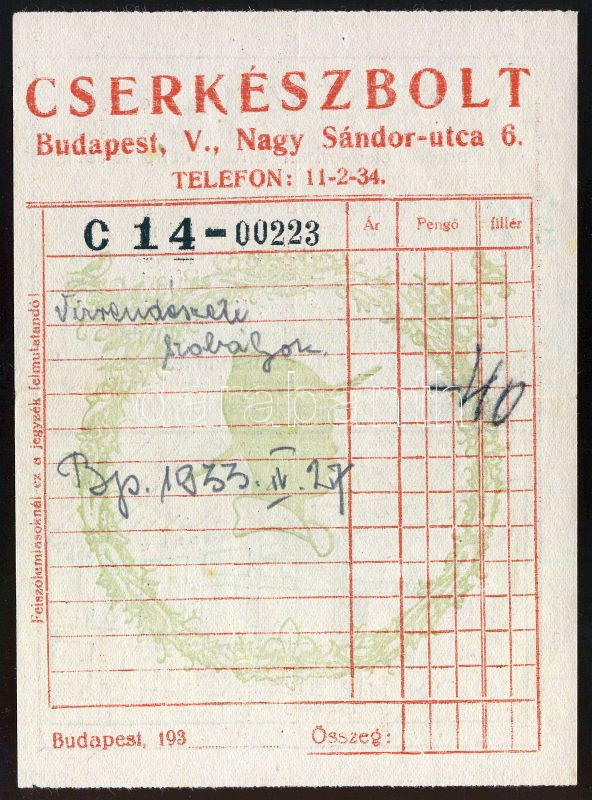 CSERKÉSZBOLT
Budapest, V., Nagy Sándor-utca 6.
TELEFON: 11-2-34.
C 14-00223
Ár Pengő fillér
szabályok.
-40
Bp. 1933. IV. 27
Felszólamlásoknál ez a jegyzék felmutatandó!
databanth
Budapest, 193
Összeg: